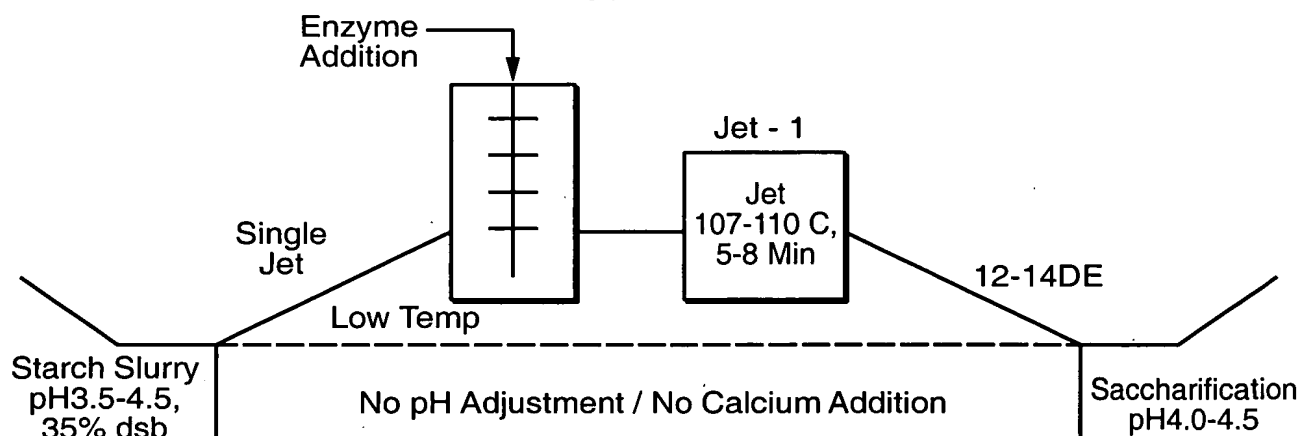 Enzyme
Addition
Jet - 1
Jet
107-110 C,
5-8 Min
Single
Jet
12-14DE
Low Temp
Starch Slurry
pH3.5-4.5,
35% dsb
No pH Adjustment / No Calcium Addition
Saccharification
pH4.0-4.5